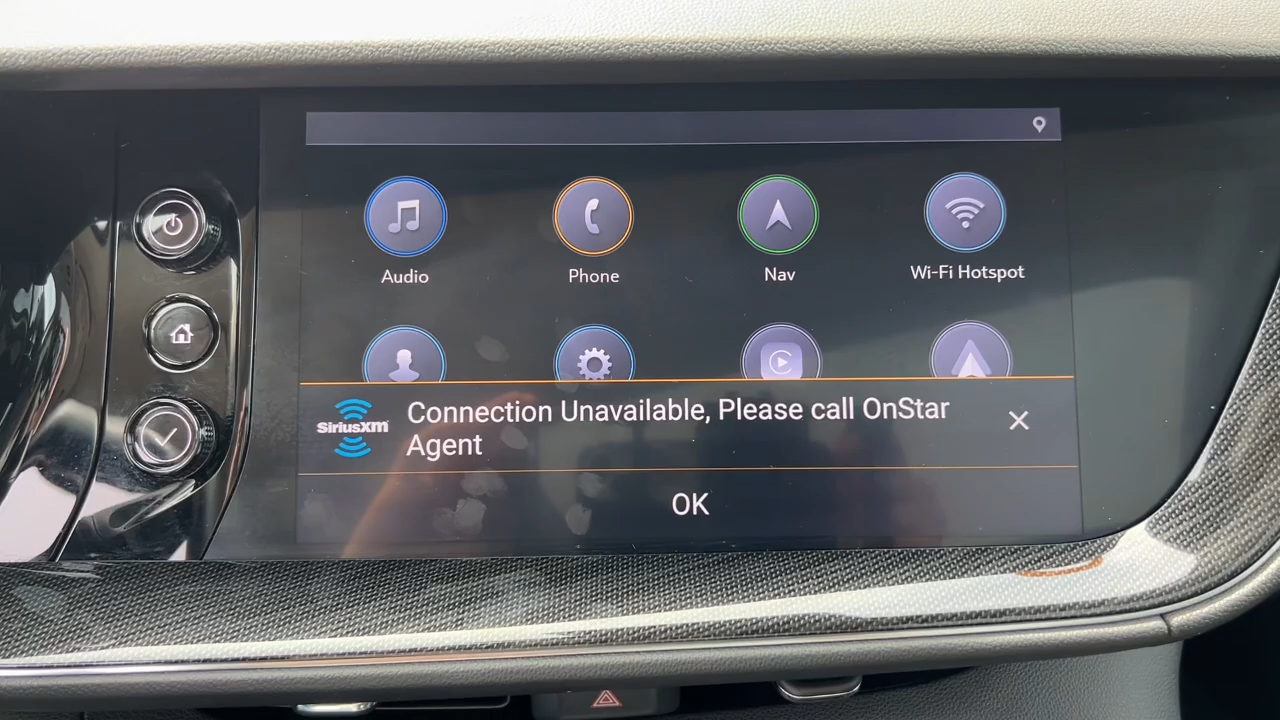 Audio
Phone
Nav
Wi-Fi Hotspot
SiriusXM
Connection Unavailable, Please call OnStar
Agent
OK